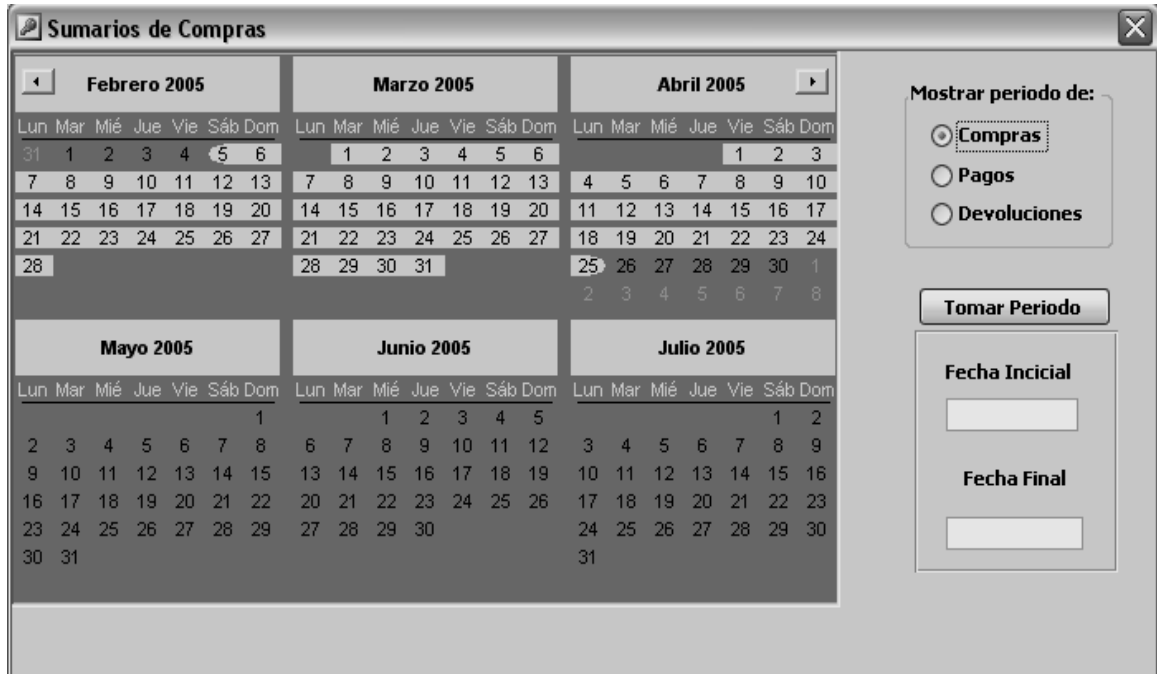 Sumarios de Compras
Febrero 2005
Lun Mar Mié Jue Vie Sáb Dom
31 1 2 3 4 5 6
7 8 9 10 11 12 13
14 15 16 17 18 19 20
21 22 23 24 25 26 27
28
Marzo 2005
Lun Mar Mié Jue Vie Sáb Dom
1 2 3 4 5 6
7 8 9 10 11 12 13
14 15 16 17 18 19 20
21 22 23 24 25 26 27
28 29 30 31
Abril 2005
Lun Mar Mié Jue Vie Sáb Dom
1 2 3
4 5 6 7 8 9 10
11 12 13 14 15 16 17
18 19 20 21 22 23 24
25 26 27 28 29 30 1
2 3 4 5 6 7 8
Mayo 2005
Lun Mar Mié Jue Vie Sáb Dom
1
2 3 4 5 6 7 8
9 10 11 12 13 14 15
16 17 18 19 20 21 22
23 24 25 26 27 28 29
30 31
Junio 2005
Lun Mar Mié Jue Vie Sáb Dom
1 2 3 4 5
6 7 8 9 10 11 12
13 14 15 16 17 18 19
20 21 22 23 24 25 26
27 28 29 30
Julio 2005
Lun Mar Mié Jue Vie Sáb Dom
1 2
3 4 5 6 7 8 9
10 11 12 13 14 15 16
17 18 19 20 21 22 23
24 25 26 27 28 29 30
31
Mostrar periodo de:
Compras
Pagos
Devoluciones
Tomar Periodo
Fecha Incicial
Fecha Final